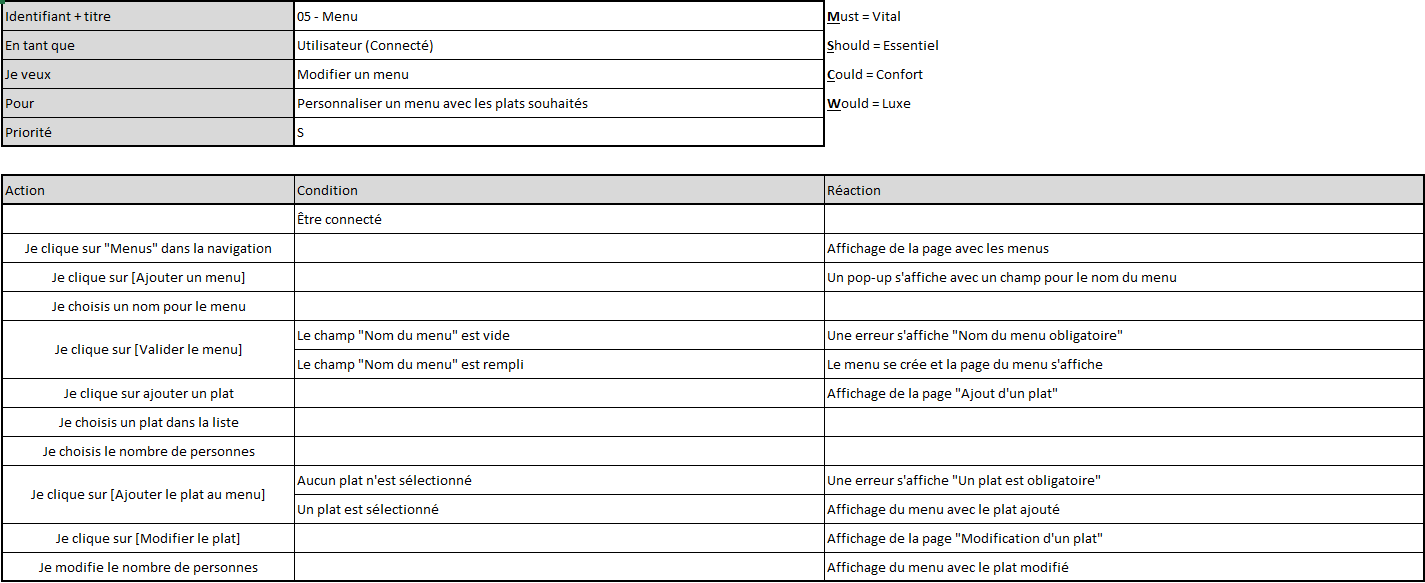 Identifiant + titre 05 - Menu Must = Vital
En tant que Utilisateur (Connecté) Should = Essentiel
Je veux Modifier un menu Could = Confort
Pour Personnaliser un menu avec les plats souhaités Would = Luxe
Priorité S
Action Condition Réaction
Être connecté
Je clique sur "Menus" dans la navigation Affichage de la page avec les menus
Je clique sur [Ajouter un menu] Un pop-up s'affiche avec un champ pour le nom du menu
Je choisis un nom pour le menu
Je clique sur [Valider le menu]
Le champ "Nom du menu" est vide Une erreur s'affiche "Nom du menu obligatoire"
Le champ "Nom du menu" est rempli Le menu se crée et la page du menu s'affiche
Je clique sur ajouter un plat Affichage de la page "Ajout d'un plat"
Je choisis un plat dans la liste
Je choisis le nombre de personnes
Je clique sur [Ajouter le plat au menu]
Aucun plat n'est sélectionné Une erreur s'affiche "Un plat est obligatoire"
Un plat est sélectionné Affichage du menu avec le plat ajouté
Je clique sur [Modifier le plat] Affichage de la page "Modification d'un plat"
Je modifie le nombre de personnes Affichage du menu avec le plat modifié